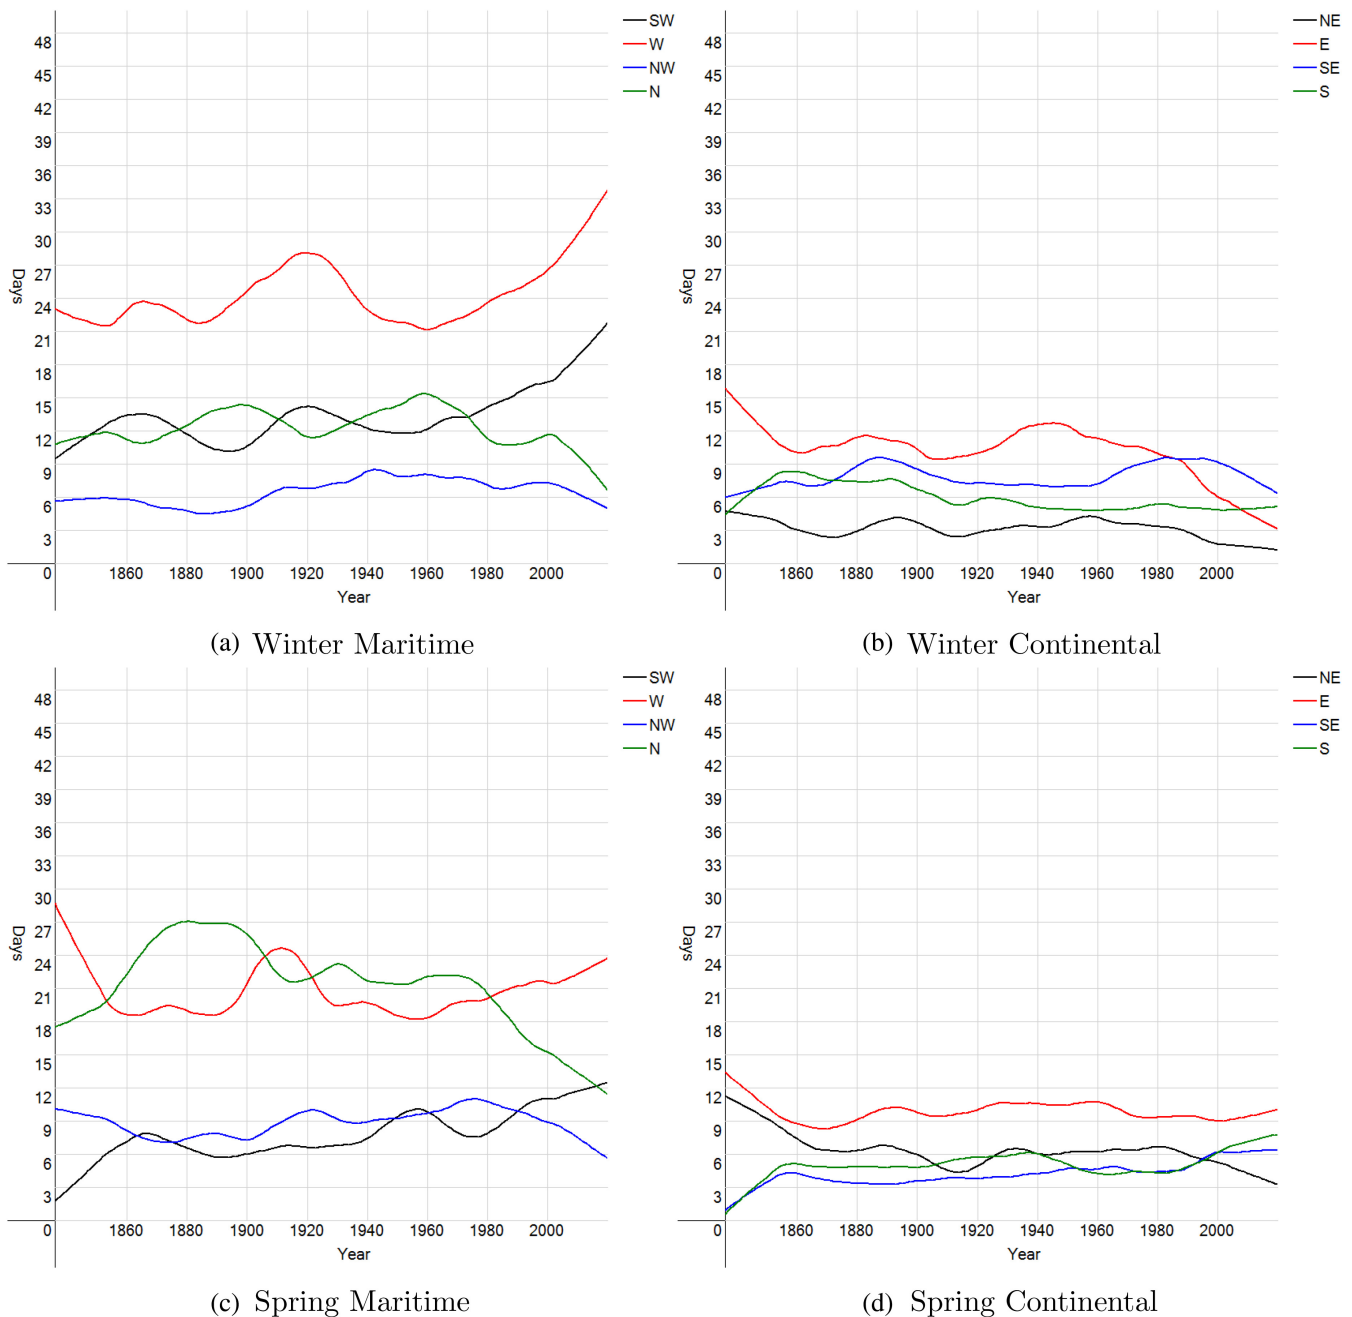 SW
W
NW
N
48
45
42
39
36
33
30
27
24
21
18
15
12
9
6
3
0
Days
1860 1880 1900 1920 1940 1960 1980 2000
Year
(a) Winter Maritime
NE
E
SE
S
48
45
42
39
36
33
30
27
24
21
18
15
12
9
6
3
0
Days
1860 1880 1900 1920 1940 1960 1980 2000
Year
(b) Winter Continental
SW
W
NW
N
48
45
42
39
36
33
30
27
24
21
18
15
12
9
6
3
0
Days
1860 1880 1900 1920 1940 1960 1980 2000
Year
(c) Spring Maritime
NE
E
SE
S
48
45
42
39
36
33
30
27
24
21
18
15
12
9
6
3
0
Days
1860 1880 1900 1920 1940 1960 1980 2000
Year
(d) Spring Continental